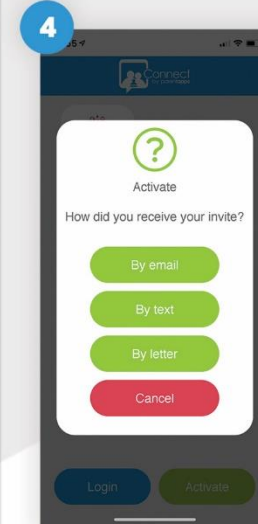 4
Connect
Activate
How did you receive your invite?
By email
By text
By letter
Cancel
Login
Activate